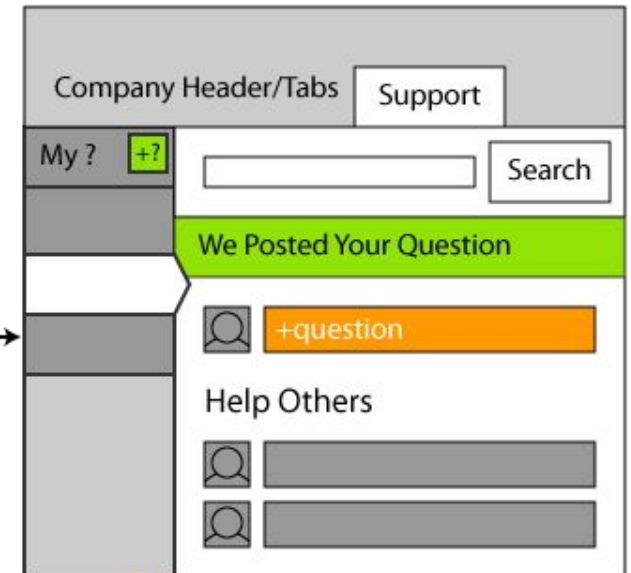 Company Header/Tabs
Support
My ?
+?
Search
We Posted Your Question
+question
Help Others